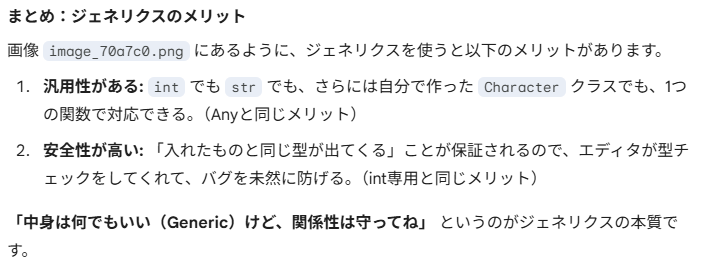 まとめ：ジェネリクスのメリット
画像 image_70a7c0.png にあるように、ジェネリクスを使うと以下のメリットがあります。
1. 汎用性がある: int でも str でも、さらには自分で作った Character クラスでも、1つ
の関数で対応できる。（Anyと同じメリット）
2. 安全性が高い: 「入れたものと同じ型が出てくる」ことが保証されるので、エディタが型チ
ェックをしてくれて、バグを未然に防げる。（int専用と同じメリット）
「中身は何でもいい（Generic）けど、関係性は守ってね」 というのがジェネリクスの本質で
す。